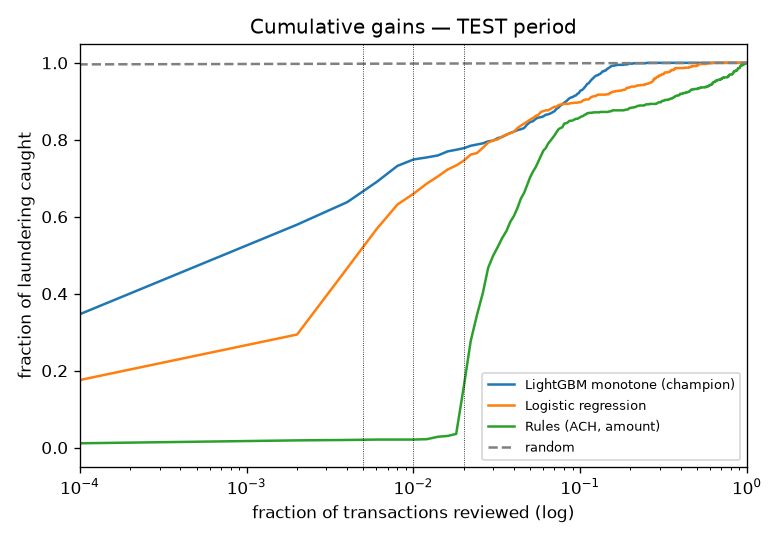 Cumulative gains — TEST period
fraction of laundering caught
1.0
0.8
0.6
0.4
0.2
0.0
10⁻⁴
10⁻³
10⁻²
10⁻¹
10⁰
fraction of transactions reviewed (log)
LightGBM monotone (champion)
Logistic regression
Rules (ACH, amount)
random